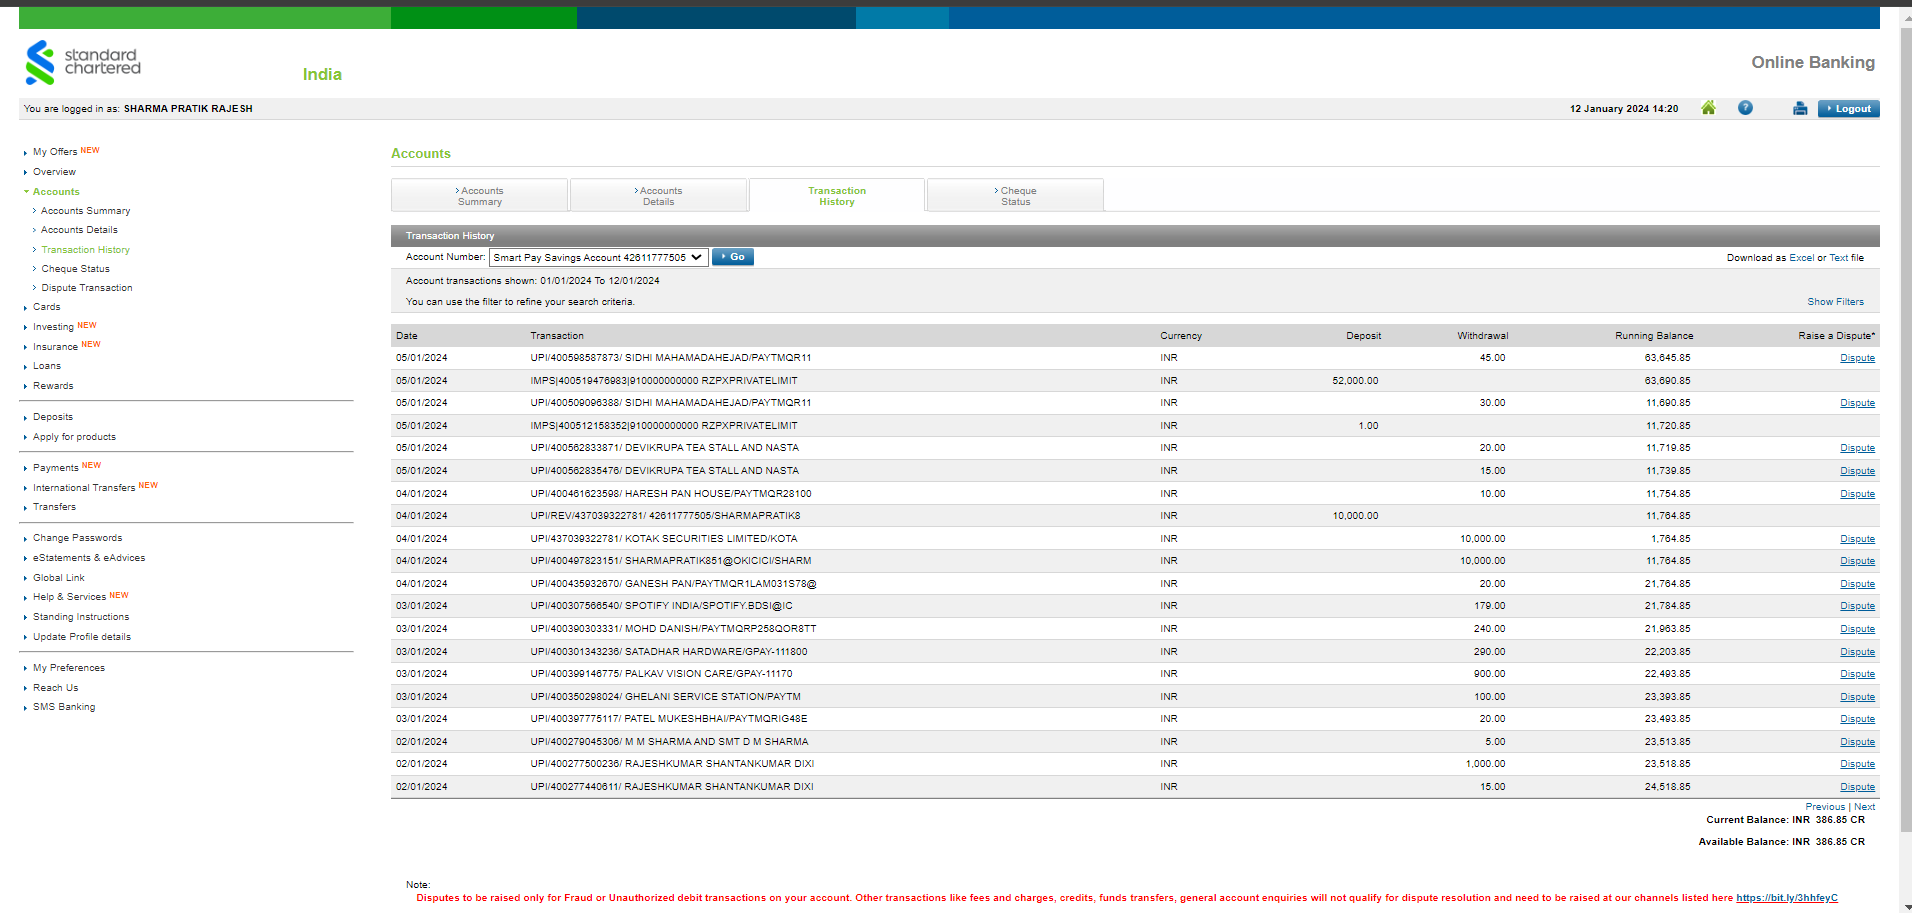 standard
chartered
India
Online Banking
You are logged in as: SHARMA PRATIK RAJESH
12 January 2024 14:20
Logout
My Offers NEW
Overview
Accounts
Accounts Summary
Accounts Details
Transaction History
Cheque Status
Dispute Transaction
Cards
Investing NEW
Insurance NEW
Loans
Rewards
Deposits
Apply for products
Payments NEW
International Transfers NEW
Transfers
Change Passwords
eStatements & eAdvices
Global Link
Help & Services NEW
Standing Instructions
Update Profile details
My Preferences
Reach Us
SMS Banking
Accounts
Accounts Summary
Accounts Details
Transaction History
Cheque Status
Transaction History
Account Number: Smart Pay Savings Account 42611777505 Go
Download as Excel or Text file
Account transactions shown: 01/01/2024 To 12/01/2024
You can use the filter to refine your search criteria.
Show Filters
Date Transaction Currency Deposit Withdrawal Running Balance Raise a Dispute*
05/01/2024 UPI/400598587873/ SIDHI MAHAMADAHEJAD/PAYTMQR11 INR 45.00 63,645.85 Dispute
05/01/2024 IMPS|400519476983|910000000000 RZPXPRIVATELIMIT INR 52,000.00 63,690.85
05/01/2024 UPI/400509096388/ SIDHI MAHAMADAHEJAD/PAYTMQR11 INR 30.00 11,690.85 Dispute
05/01/2024 IMPS|400512158352|910000000000 RZPXPRIVATELIMIT INR 1.00 11,720.85
05/01/2024 UPI/400562833871/ DEVIKRUPA TEA STALL AND NASTA INR 20.00 11,719.85 Dispute
05/01/2024 UPI/400562835476/ DEVIKRUPA TEA STALL AND NASTA INR 15.00 11,739.85 Dispute
04/01/2024 UPI/400461623598/ HARESH PAN HOUSE/PAYTMQR28100 INR 10.00 11,754.85 Dispute
04/01/2024 UPI/REV/437039322781/ 42611777505/SHARMAPRATIK8 INR 10,000.00 11,764.85
04/01/2024 UPI/437039322781/ KOTAK SECURITIES LIMITED/KOTA INR 10,000.00 1,764.85 Dispute
04/01/2024 UPI/400497823151/ SHARMAPRATIK851@OKICICI/SHARM INR 10,000.00 11,764.85 Dispute
04/01/2024 UPI/400435932670/ GANESH PAN/PAYTMQR1LAM031S78@ INR 20.00 21,764.85 Dispute
03/01/2024 UPI/400307566540/ SPOTIFY INDIA/SPOTIFY.BDSI@IC INR 179.00 21,784.85 Dispute
03/01/2024 UPI/400390303331/ MOHD DANISH/PAYTMQRP258QOR8TT INR 240.00 21,963.85 Dispute
03/01/2024 UPI/400301343236/ SATADHAR HARDWARE/GPAY-111800 INR 290.00 22,203.85 Dispute
03/01/2024 UPI/400399146775/ PALKAV VISION CARE/GPAY-11170 INR 900.00 22,493.85 Dispute
03/01/2024 UPI/400350298024/ GHELANI SERVICE STATION/PAYTM INR 100.00 23,393.85 Dispute
03/01/2024 UPI/400397775117/ PATEL MUKESHBHAI/PAYTMQRIG48E INR 20.00 23,493.85 Dispute
02/01/2024 UPI/400279045306/ M M SHARMA AND SMT D M SHARMA INR 5.00 23,513.85 Dispute
02/01/2024 UPI/400277500236/ RAJESHKUMAR SHANTANKUMAR DIXI INR 1,000.00 23,518.85 Dispute
02/01/2024 UPI/400277440611/ RAJESHKUMAR SHANTANKUMAR DIXI INR 15.00 24,518.85 Dispute
Previous | Next
Current Balance: INR 386.85 CR
Available Balance: INR 386.85 CR
Note:
Disputes to be raised only for Fraud or Unauthorized debit transactions on your account. Other transactions like fees and charges, credits, funds transfers, general account enquiries will not qualify for dispute resolution and need to be raised at our channels listed here https://bit.ly/3hhfeyC